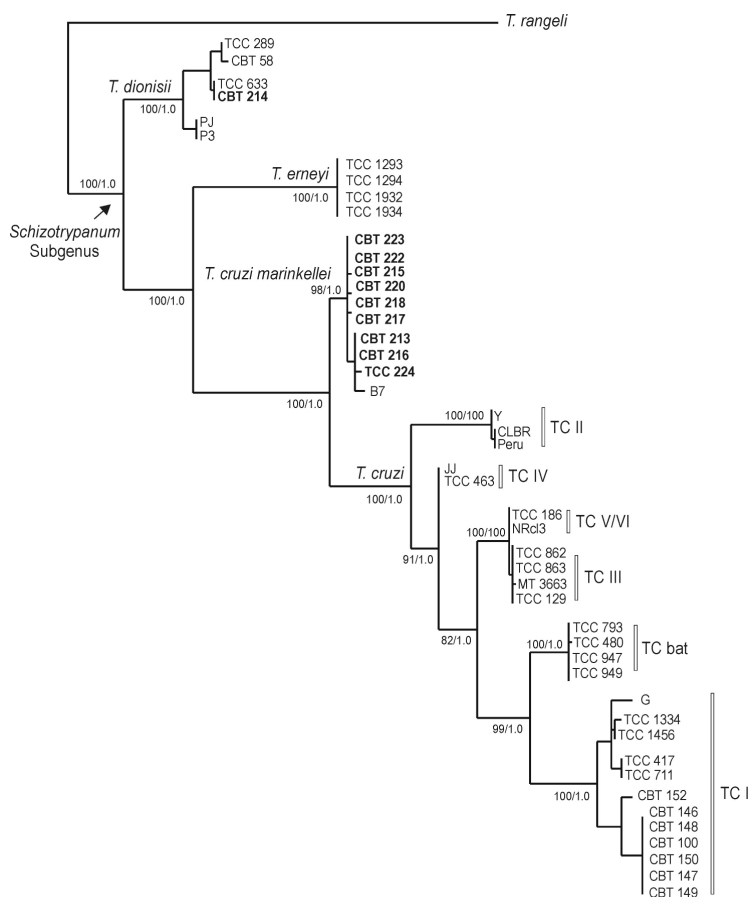 T. rangeli
TCC 289
CBT 58
T. dionisii
TCC 633
CBT 214
100/1.0
PJ
P3
TCC 1293
T. erneyi
TCC 1294
100/1.0
100/1.0
TCC 1932
TCC 1934
Schizotrypanum
Subgenus
CBT 223
CBT 222
T. cruzi marinkellei
CBT 215
100/1.0
98/1.0
CBT 220
CBT 218
CBT 217
CBT 213
CBT 216
TCC 224
B7
100/1.0
100/100
Y
CLBR
Peru
TC II
T. cruzi
JJ
TCC 463
TC IV
100/1.0
TCC 186
NRcl3
TC V/VI
100/100
TCC 862
TCC 863
MT 3663
TCC 129
TC III
91/1.0
TCC 793
TCC 480
TCC 947
TCC 949
TC bat
82/1.0
100/1.0
G
TCC 1334
TCC 1456
99/1.0
TCC 417
TCC 711
100/1.0
CBT 152
TC I
CBT 146
CBT 148
CBT 100
CBT 150
CBT 147
CBT 149